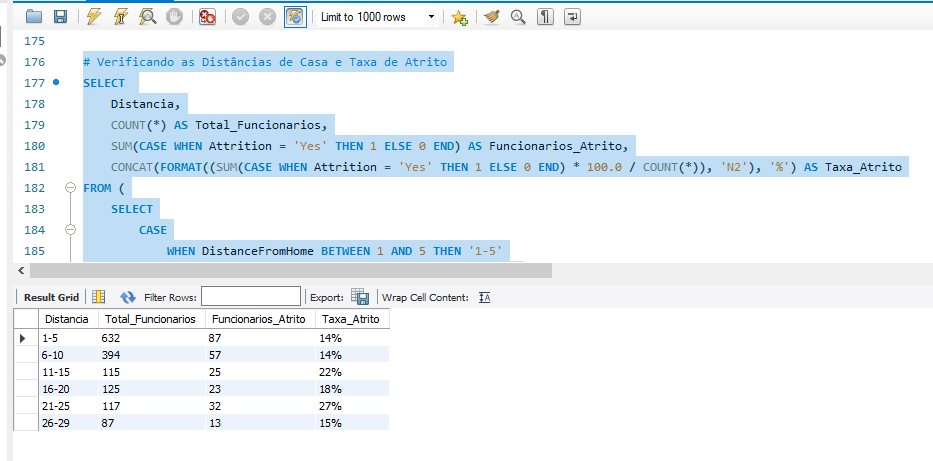 Limit to 1000 rows
175
176 # Verificando as Distâncias de Casa e Taxa de Atrito
177 SELECT
178 Distancia,
179 COUNT(*) AS Total_Funcionarios,
180 SUM(CASE WHEN Attrition = 'Yes' THEN 1 ELSE 0 END) AS Funcionarios_Atrito,
181 CONCAT(FORMAT((SUM(CASE WHEN Attrition = 'Yes' THEN 1 ELSE 0 END) * 100.0 / COUNT(*)), 'N2'), '%') AS Taxa_Atrito
182 FROM (
183 SELECT
184 CASE
185 WHEN DistanceFromHome BETWEEN 1 AND 5 THEN '1-5'
Result Grid Filter Rows: Export: Wrap Cell Content:
Distancia Total_Funcionarios Funcionarios_Atrito Taxa_Atrito
1-5 632 87 14%
6-10 394 57 14%
11-15 115 25 22%
16-20 125 23 18%
21-25 117 32 27%
26-29 87 13 15%